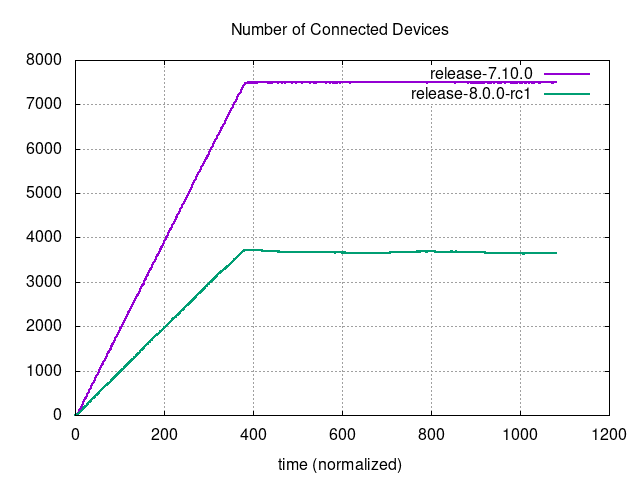 Number of Connected Devices
8000
7000
6000
5000
4000
3000
2000
1000
0
release-7.10.0
release-8.0.0-rc1
0 200 400 600 800 1000 1200
time (normalized)